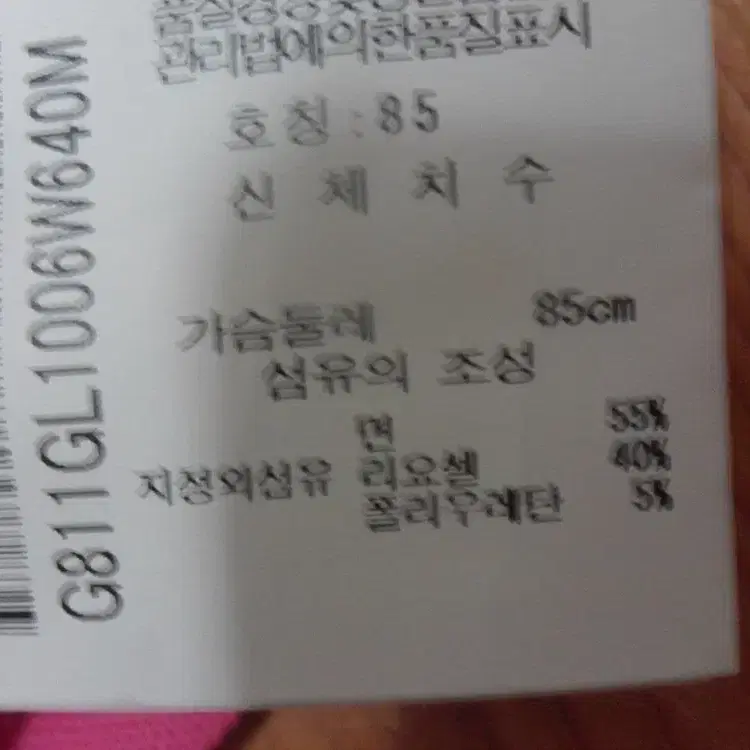 관리법에의한품질표시
호칭:85
신체치수
가슴둘레 85cm
섬유의 조성
면 55%
지정외섬유 리요셀 40%
폴리우레탄 5%
G811GL1006W640M